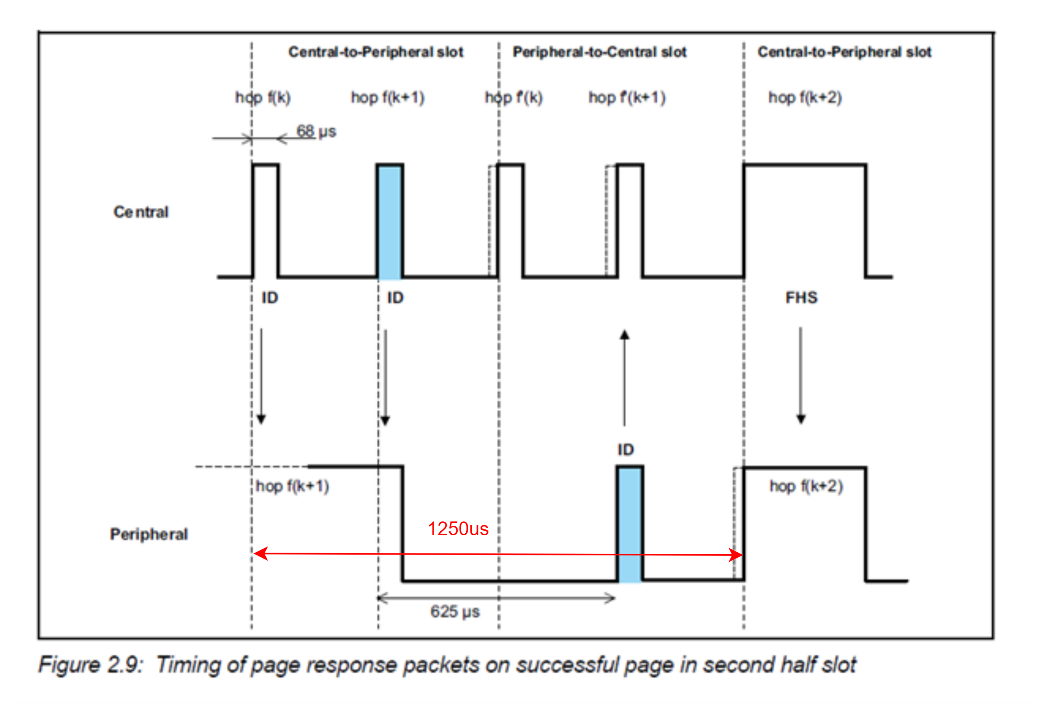 Central-to-Peripheral slot Peripheral-to-Central slot Central-to-Peripheral slot
hop f(k) hop f(k+1) hop f'(k) hop f'(k+1) hop f(k+2)
68 µs
Central
ID ID FHS
ID
hop f(k+1) hop f(k+2)
Peripheral 1250us
625 µs
Figure 2.9: Timing of page response packets on successful page in second half slot